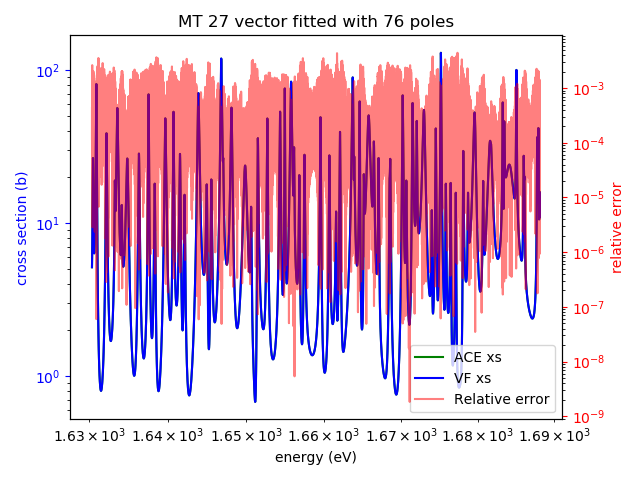 MT 27 vector fitted with 76 poles
cross section (b)
10²
10¹
10⁰
relative error
10⁻³
10⁻⁴
10⁻⁵
10⁻⁶
10⁻⁷
10⁻⁸
10⁻⁹
ACE xs
VF xs
Relative error
1.63 × 10³ 1.64 × 10³ 1.65 × 10³ 1.66 × 10³ 1.67 × 10³ 1.68 × 10³ 1.69 × 10³
energy (eV)